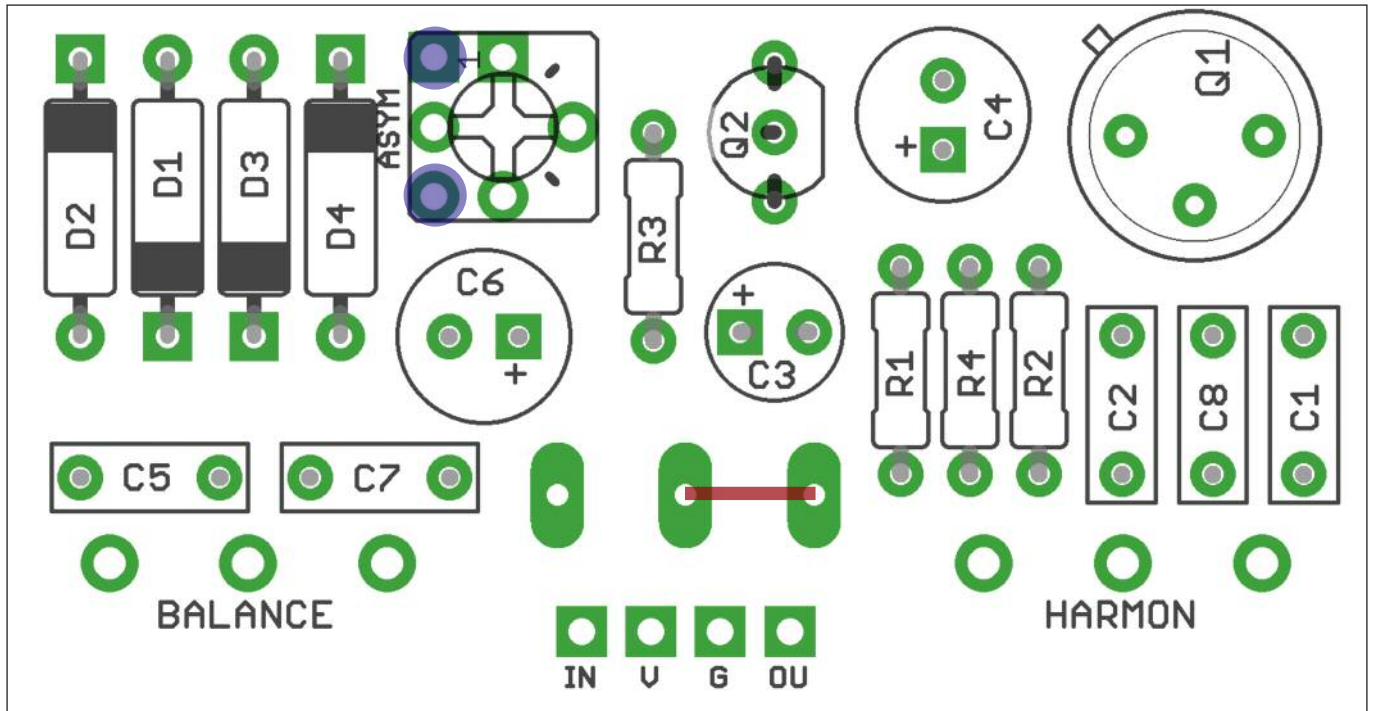 D2
D1
D3
D4
ASYM
1
C6
+
R3
Q2
+
C3
+
C4
Q1
R1
R4
R2
C2
C8
C1
C5
C7
BALANCE
HARMON
IN V G OU